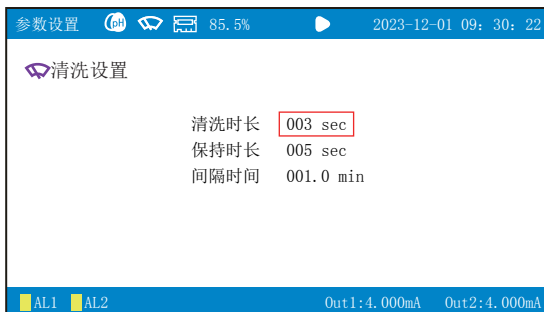 参数设置 pH 85.5% 2023-12-01 09: 30: 22
清洗设置
清洗时长 003 sec
保持时长 005 sec
间隔时间 001.0 min
AL1 AL2 Out1:4.000mA Out2:4.000mA